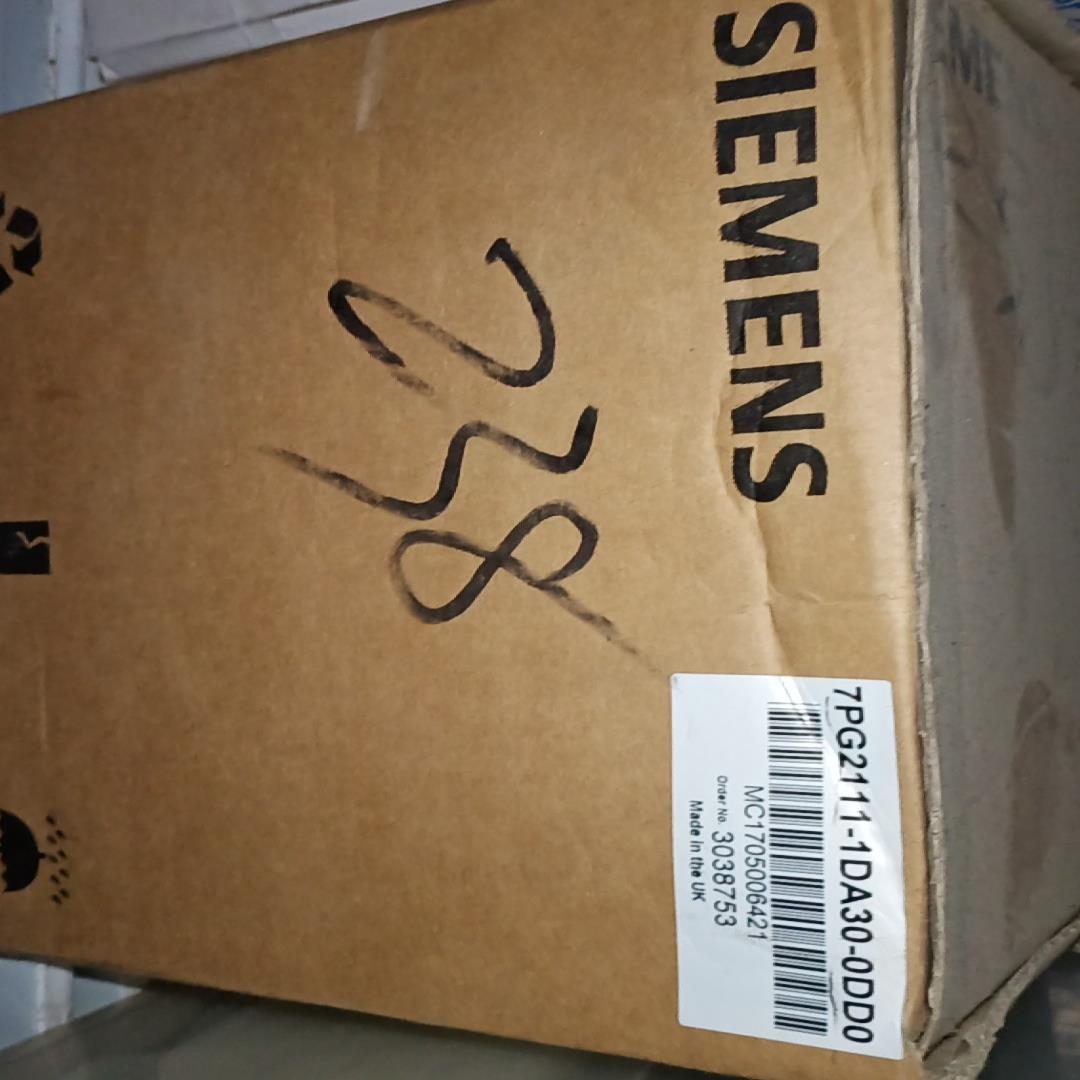 SIEMENS
258
7PG2111-1DA30-0DD0
MC1705006421
Order No. 3038753
Made in the UK